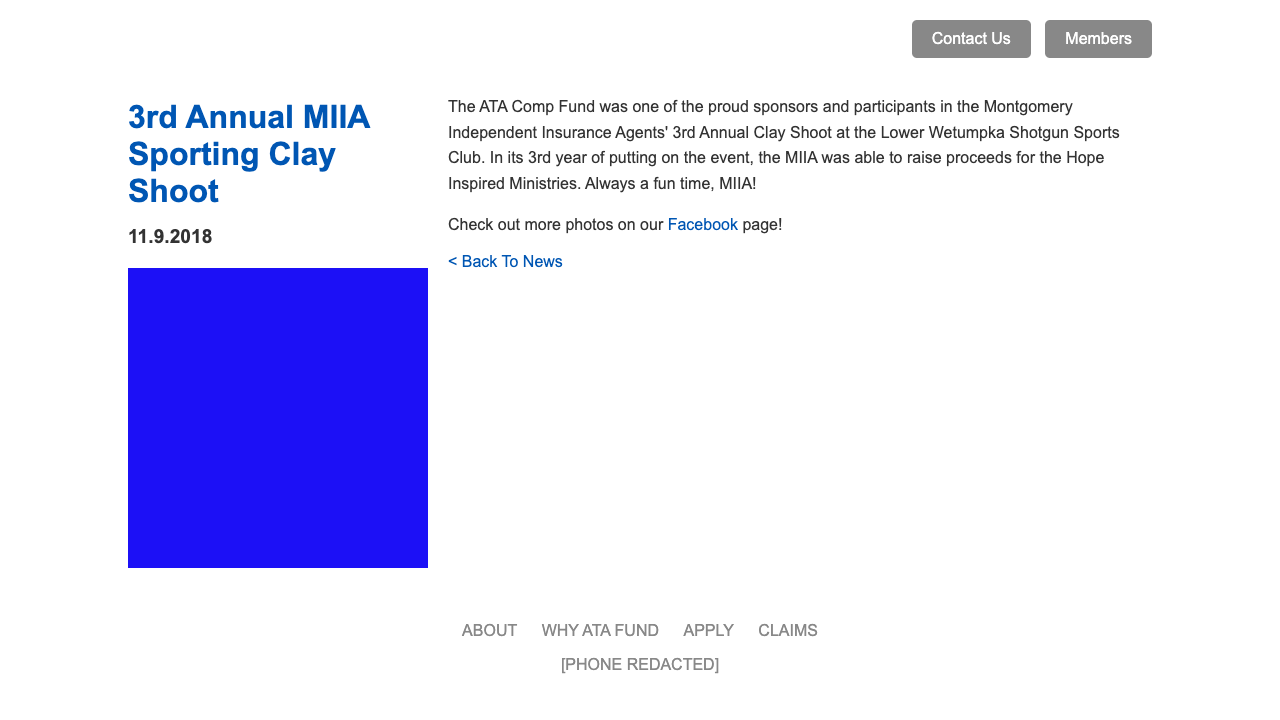 Contact Us
Members
3rd Annual MIIA
Sporting Clay
Shoot
11.9.2018
The ATA Comp Fund was one of the proud sponsors and participants in the Montgomery
Independent Insurance Agents' 3rd Annual Clay Shoot at the Lower Wetumpka Shotgun Sports
Club. In its 3rd year of putting on the event, the MIIA was able to raise proceeds for the Hope
Inspired Ministries. Always a fun time, MIIA!
Check out more photos on our Facebook page!
< Back To News
ABOUT WHY ATA FUND APPLY CLAIMS
[PHONE REDACTED]